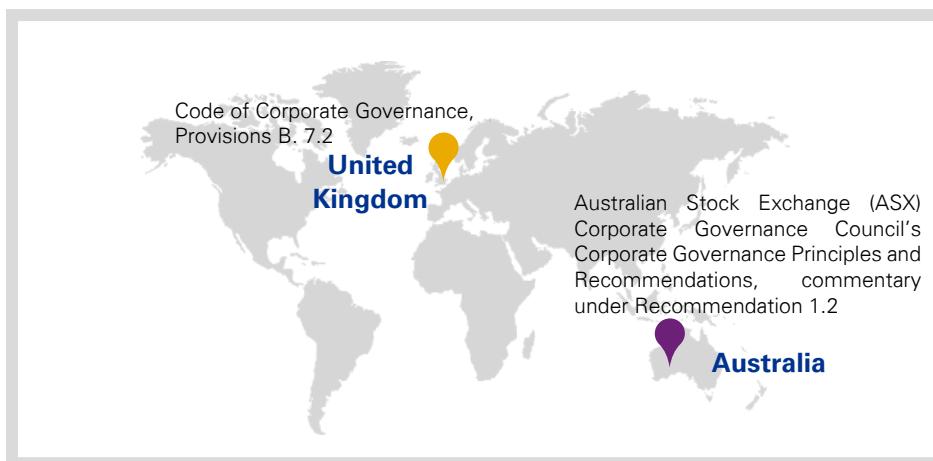 Code of Corporate Governance,
Provisions B. 7.2
United
Kingdom
Australian Stock Exchange (ASX)
Corporate Governance Council’s
Corporate Governance Principles and
Recommendations, commentary
under Recommendation 1.2
Australia